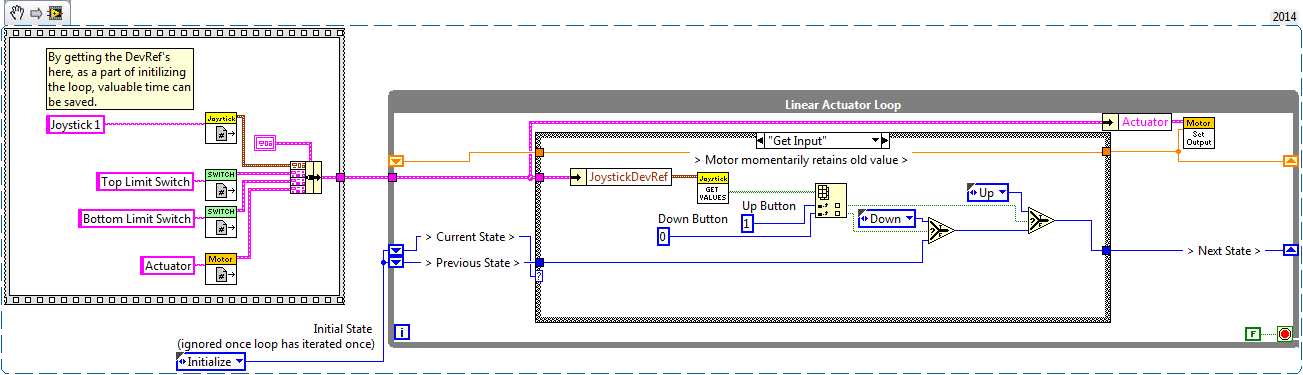 2014
By getting the DevRef's
here, as a part of initilizing
the loop, valuable time can
be saved.
Joystick 1
Joystick
#
Top Limit Switch
SWITCH
#
Bottom Limit Switch
SWITCH
#
Actuator
Motor
#
Initial State
(ignored once loop has iterated once)
Initialize
Linear Actuator Loop
Actuator
Motor
Set
Output
"Get Input"
> Motor momentarily retains old value >
JoystickDevRef
Joystick
GET
VALUES
Up Button
1
Down Button
0
Down
Up
> Current State >
> Previous State >
?
> Next State >
i
F